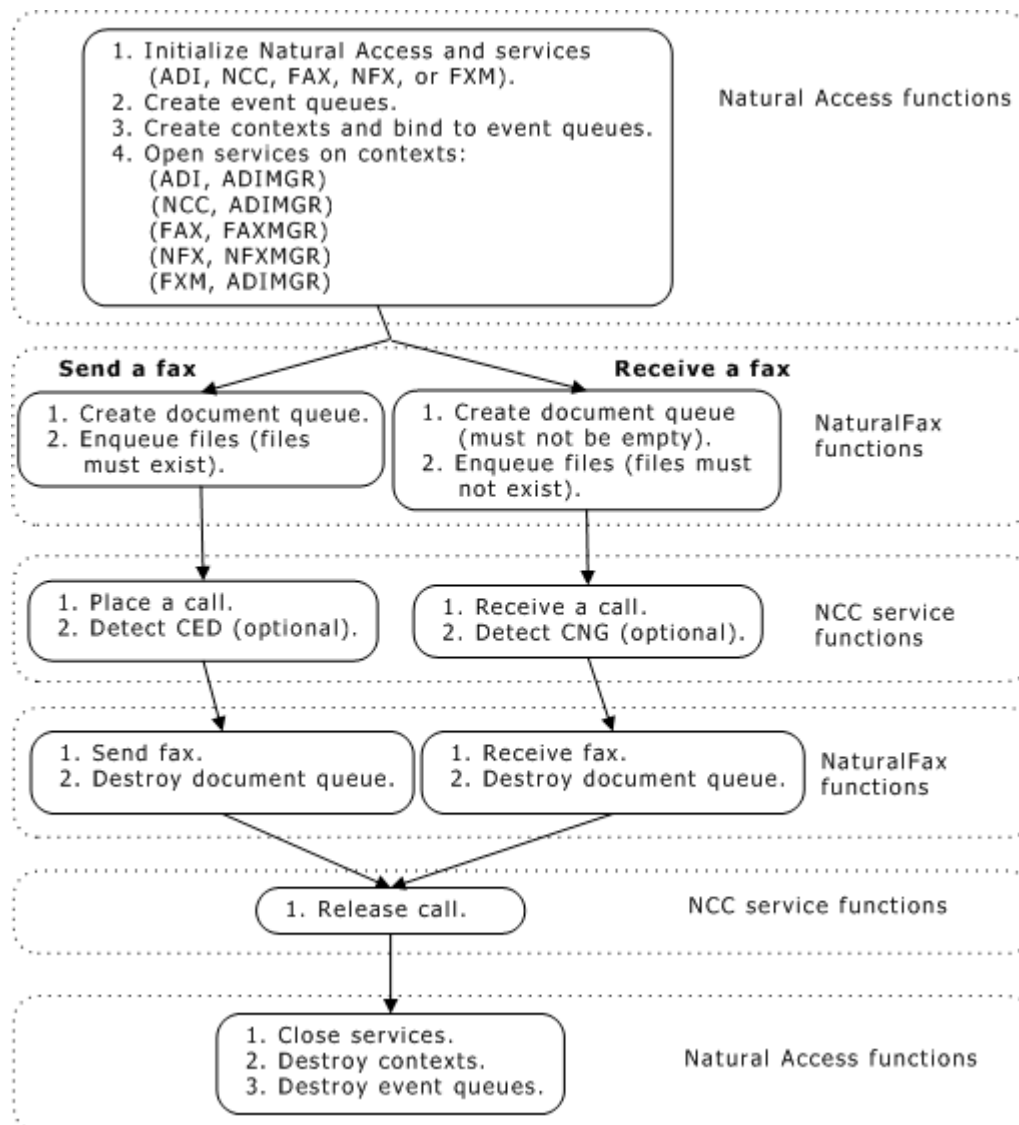 1. Initialize Natural Access and services
(ADI, NCC, FAX, NFX, or FXM).
2. Create event queues.
3. Create contexts and bind to event queues.
4. Open services on contexts:
(ADI, ADIMGR)
(NCC, ADIMGR)
(FAX, FAXMGR)
(NFX, NFXMGR)
(FXM, ADIMGR)
Natural Access functions
Send a fax
Receive a fax
1. Create document queue.
2. Enqueue files (files
must exist).
1. Create document queue
(must not be empty).
2. Enqueue files (files must
not exist).
NaturalFax
functions
1. Place a call.
2. Detect CED (optional).
1. Receive a call.
2. Detect CNG (optional).
NCC service
functions
1. Send fax.
2. Destroy document queue.
1. Receive fax.
2. Destroy document queue.
NaturalFax
functions
1. Release call.
NCC service functions
1. Close services.
2. Destroy contexts.
3. Destroy event queues.
Natural Access functions